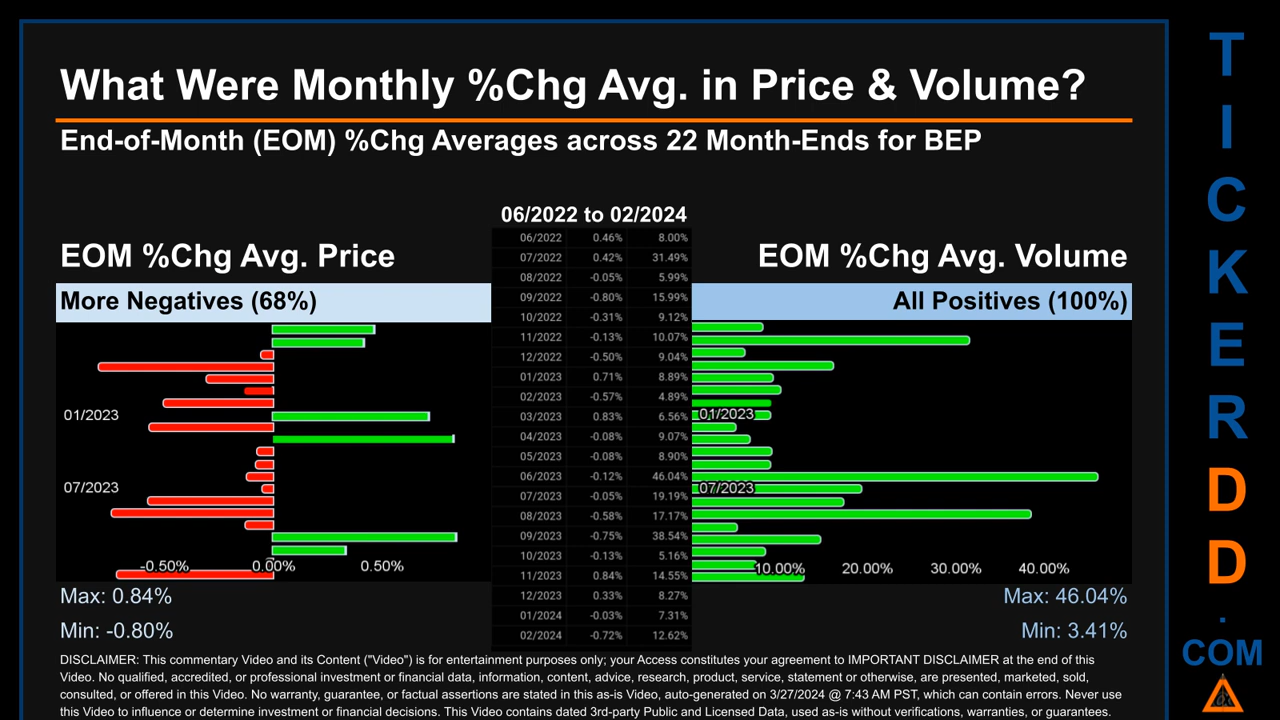 What Were Monthly %Chg Avg. in Price & Volume?
End-of-Month (EOM) %Chg Averages across 22 Month-Ends for BEP
06/2022 to 02/2024
EOM %Chg Avg. Price
More Negatives (68%)
01/2023
07/2023
-0.50% 0.00% 0.50%
Max: 0.84%
Min: -0.80%
06/2022 0.46% 8.00%
07/2022 0.42% 31.49%
08/2022 -0.05% 5.99%
09/2022 -0.80% 15.99%
10/2022 -0.31% 9.12%
11/2022 -0.13% 10.07%
12/2022 -0.50% 9.04%
01/2023 0.71% 8.89%
02/2023 -0.57% 4.89%
03/2023 0.83% 6.56%
04/2023 -0.08% 9.07%
05/2023 -0.08% 8.90%
06/2023 -0.12% 46.04%
07/2023 -0.05% 19.19%
08/2023 -0.58% 17.17%
09/2023 -0.75% 38.54%
10/2023 -0.13% 5.16%
11/2023 0.84% 14.55%
12/2023 0.33% 8.27%
01/2024 -0.03% 7.31%
02/2024 -0.72% 12.62%
EOM %Chg Avg. Volume
All Positives (100%)
01/2023
07/2023
10.00% 20.00% 30.00% 40.00%
Max: 46.04%
Min: 3.41%
DISCLAIMER: This commentary Video and its Content ("Video") is for entertainment purposes only; your Access constitutes your agreement to IMPORTANT DISCLAIMER at the end of this
Video. No qualified, accredited, or professional investment or financial data, information, content, advice, research, product, service, statement or otherwise, are presented, marketed, sold,
consulted, or offered in this Video. No warranty, guarantee, or factual assertions are stated in this as-is Video, auto-generated on 3/27/2024 @ 7:43 AM PST, which can contain errors. Never use
this Video to influence or determine investment or financial decisions. This Video contains dated 3rd-party Public and Licensed Data, used as-is without verifications, warranties, or guarantees.
T
I
C
K
E
R
D
D
.
COM